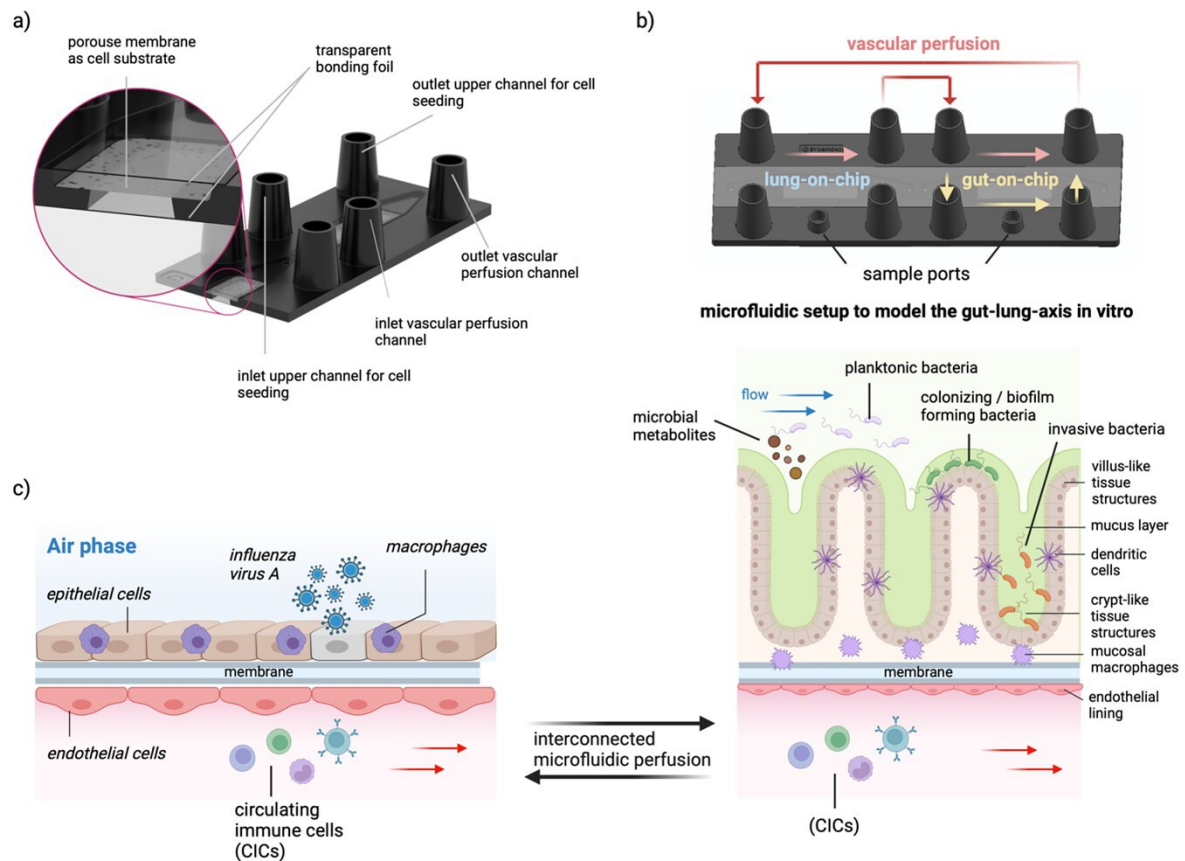 a)
porouse membrane
as cell substrate
transparent
bonding foil
outlet upper channel for cell
seeding
outlet vascular
perfusion channel
inlet vascular perfusion
channel
inlet upper channel for cell
seeding
b)
vascular perfusion
lung-on-chip
gut-on-chip
sample ports
microfluidic setup to model the gut-lung-axis in vitro
planktonic bacteria
flow
colonizing / biofilm
forming bacteria
microbial
metabolites
invasive bacteria
villus-like
tissue
structures
mucus layer
dendritic
cells
crypt-like
tissue
structures
mucosal
macrophages
membrane
endothelial
lining
(CICs)
c)
Air phase
influenza
virus A
macrophages
epithelial cells
membrane
endothelial cells
circulating
immune cells
(CICs)
interconnected
microfluidic perfusion